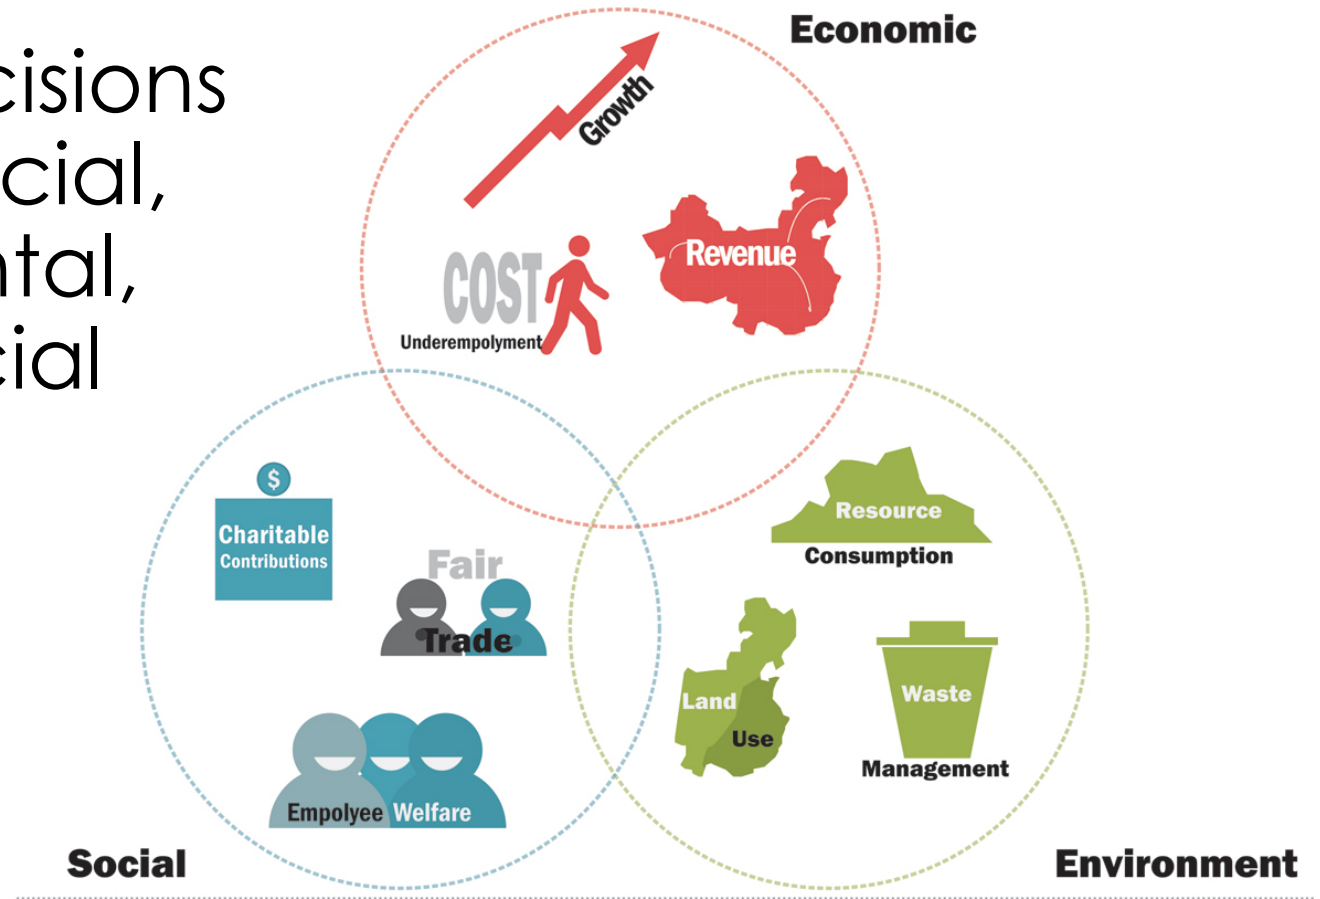 cisions
cial,
ntal,
cial
Economic
Growth
Revenue
COST
Underempolyment
$
Charitable
Contributions
Fair
Trade
Empolyee Welfare
Social
Resource
Consumption
Land
Use
Waste
Management
Environment